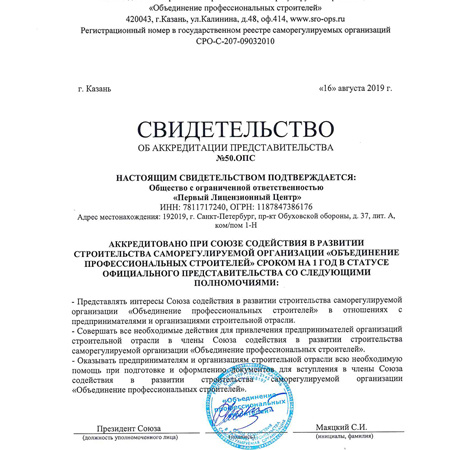 «Объединение профессиональных строителей»
420043, г.Казань, ул.Калинина, д.48, оф.414, www.sro-ops.ru
Регистрационный номер в государственном реестре саморегулируемых организаций
СРО-С-207-09032010
г. Казань «16» августа 2019 г.
СВИДЕТЕЛЬСТВО
ОБ АККРЕДИТАЦИИ ПРЕДСТАВИТЕЛЬСТВА
№50.ОПС
НАСТОЯЩИМ СВИДЕТЕЛЬСТВОМ ПОДТВЕРЖДАЕТСЯ:
Общество с ограниченной ответственностью
«Первый Лицензионный Центр»
ИНН: 7811717240, ОГРН: 1187847386176
Адрес местонахождения: 192019, г. Санкт-Петербург, пр-кт Обуховской обороны, д. 37, лит. А,
ком/пом 1-Н
АККРЕДИТОВАНО ПРИ СОЮЗЕ СОДЕЙСТВИЯ В РАЗВИТИИ
СТРОИТЕЛЬСТВА САМОРЕГУЛИРУЕМОЙ ОРГАНИЗАЦИИ «ОБЪЕДИНЕНИЕ
ПРОФЕССИОНАЛЬНЫХ СТРОИТЕЛЕЙ» СРОКОМ НА 1 ГОД В СТАТУСЕ
ОФИЦИАЛЬНОГО ПРЕДСТАВИТЕЛЬСТВА СО СЛЕДУЮЩИМИ
ПОЛНОМОЧИЯМИ:
- Представлять интересы Союза содействия в развитии строительства саморегулируемой
организации «Объединение профессиональных строителей» в отношениях с
предпринимателями и организациями строительной отрасли.
- Совершать все необходимые действия для привлечения предпринимателей организаций
строительной отрасли в члены Союза содействия в развитии строительства
саморегулируемой организации «Объединение профессиональных строителей».
- Оказывать предпринимателям и организациям строительной отрасли всю необходимую
помощь при подготовке и оформлению документов для вступления в члены Союза
содействия в развитии строительства саморегулируемой организации
«Объединение профессиональных строителей».
«Объединение
профессиональных
Президент Союза Маяцкий С.И.
(должность уполномоченного лица) (подпись) (инициалы, фамилия)